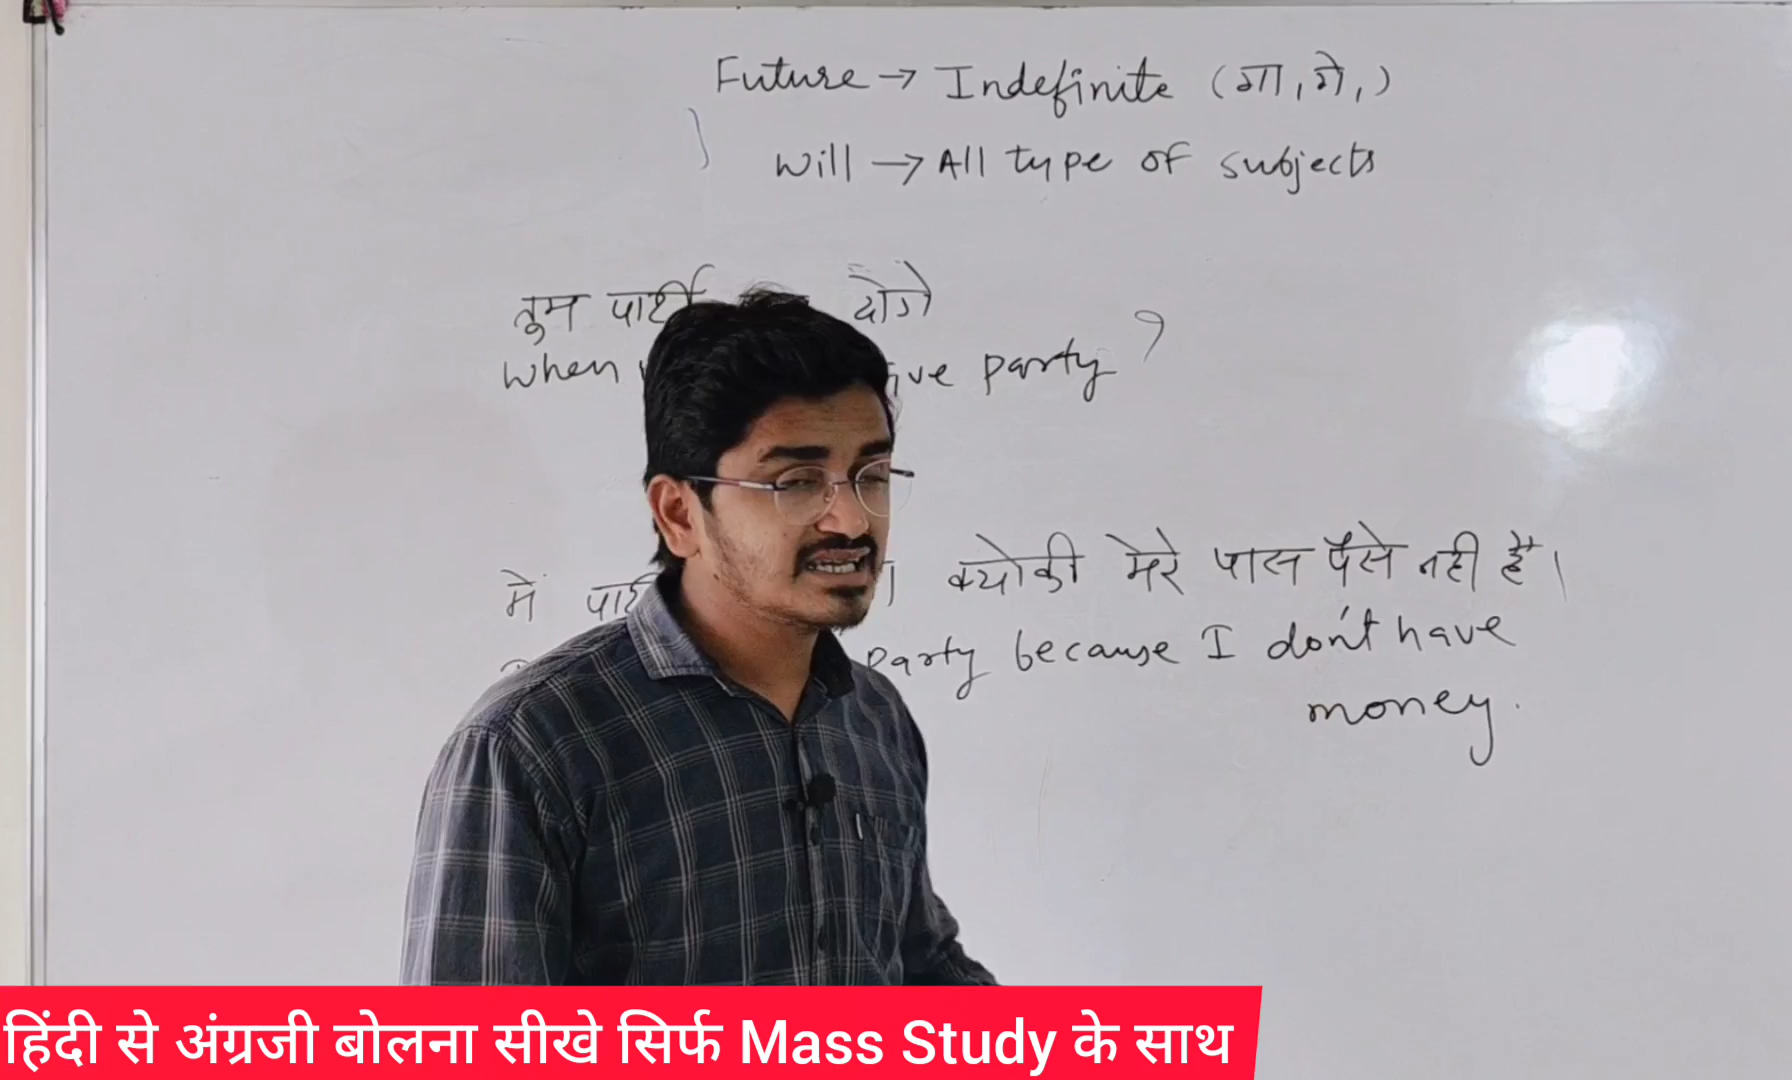 Future → Indefinite (गा, गे, )
will → All type of subjects
तुम पार्टी दोगे
when give party ?
में क्योकी मेरे पास पैसे नही है।
party because I don't have
money.
हिंदी से अंग्रजी बोलना सीखे सिर्फ Mass Study के साथ